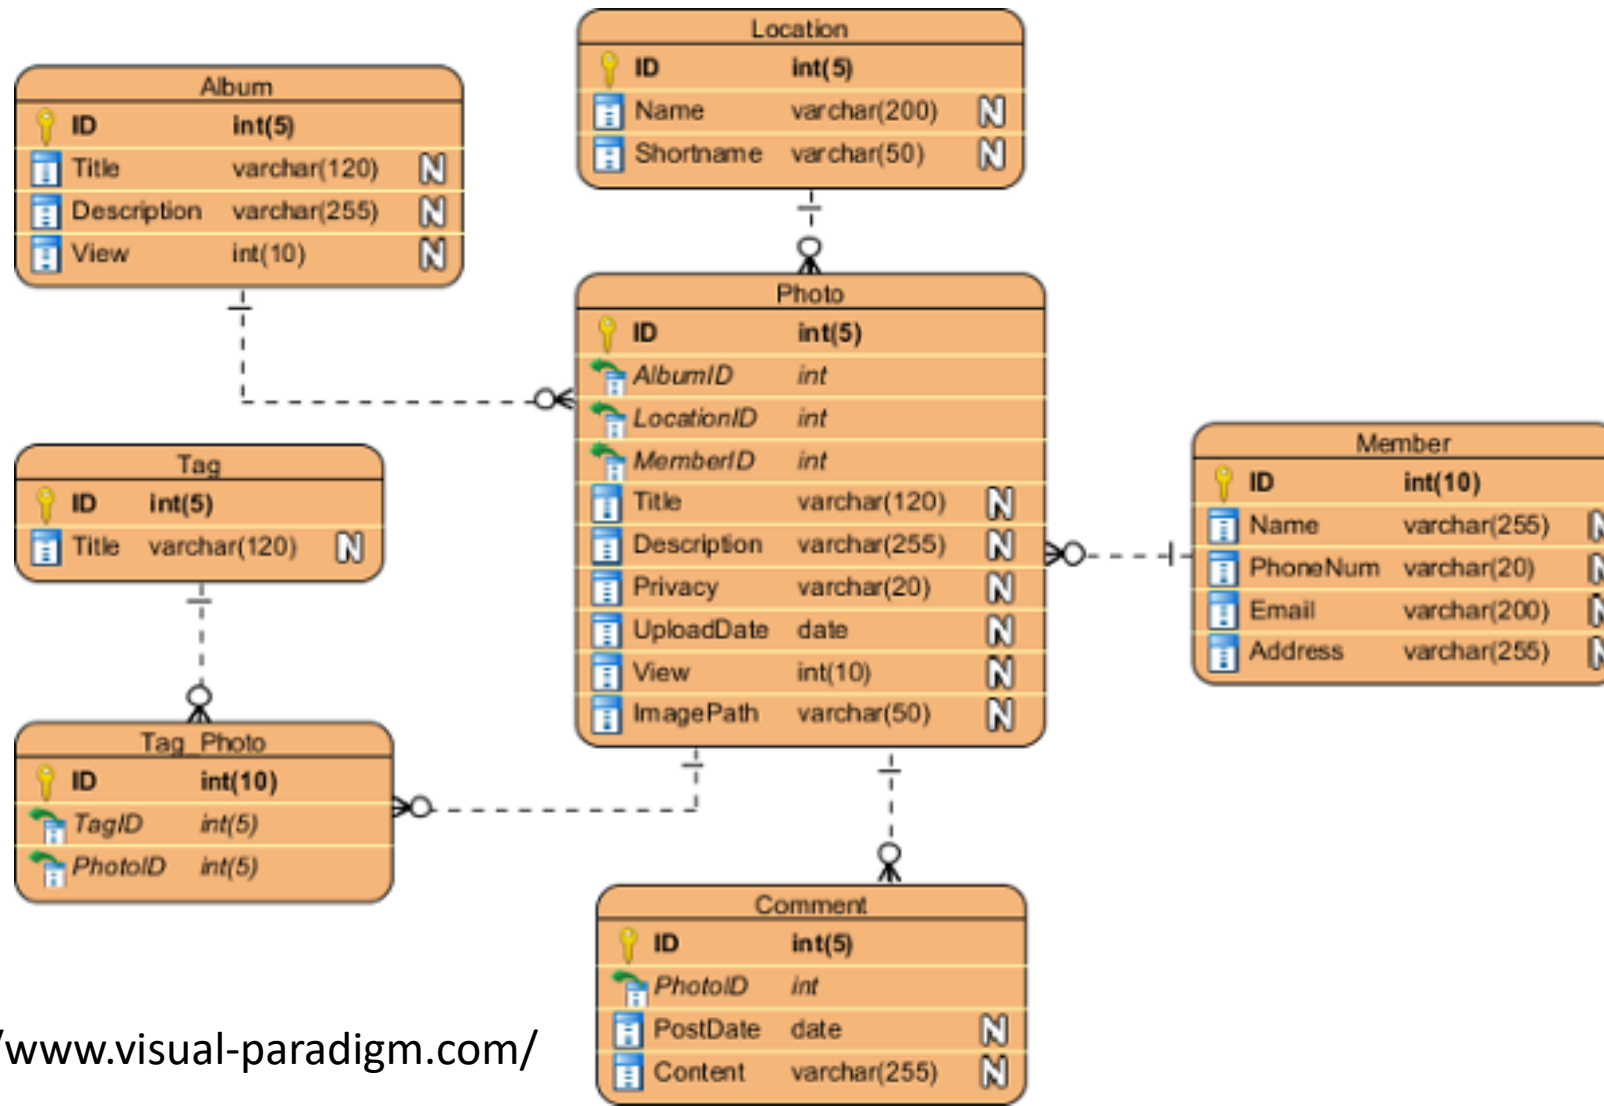 Location
ID int(5)
Name varchar(200) N
Shortname varchar(50) N
Album
ID int(5)
Title varchar(120) N
Description varchar(255) N
View int(10) N
Photo
ID int(5)
AlbumID int
LocationID int
MemberID int
Title varchar(120) N
Description varchar(255) N
Privacy varchar(20) N
UploadDate date N
View int(10) N
ImagePath varchar(50) N
Member
ID int(10)
Name varchar(255) N
PhoneNum varchar(20) N
Email varchar(200) N
Address varchar(255) N
Tag
ID int(5)
Title varchar(120) N
Tag_Photo
ID int(10)
TagID int(5)
PhotoID int(5)
Comment
ID int(5)
PhotoID int
PostDate date N
Content varchar(255) N
/www.visual-paradigm.com/